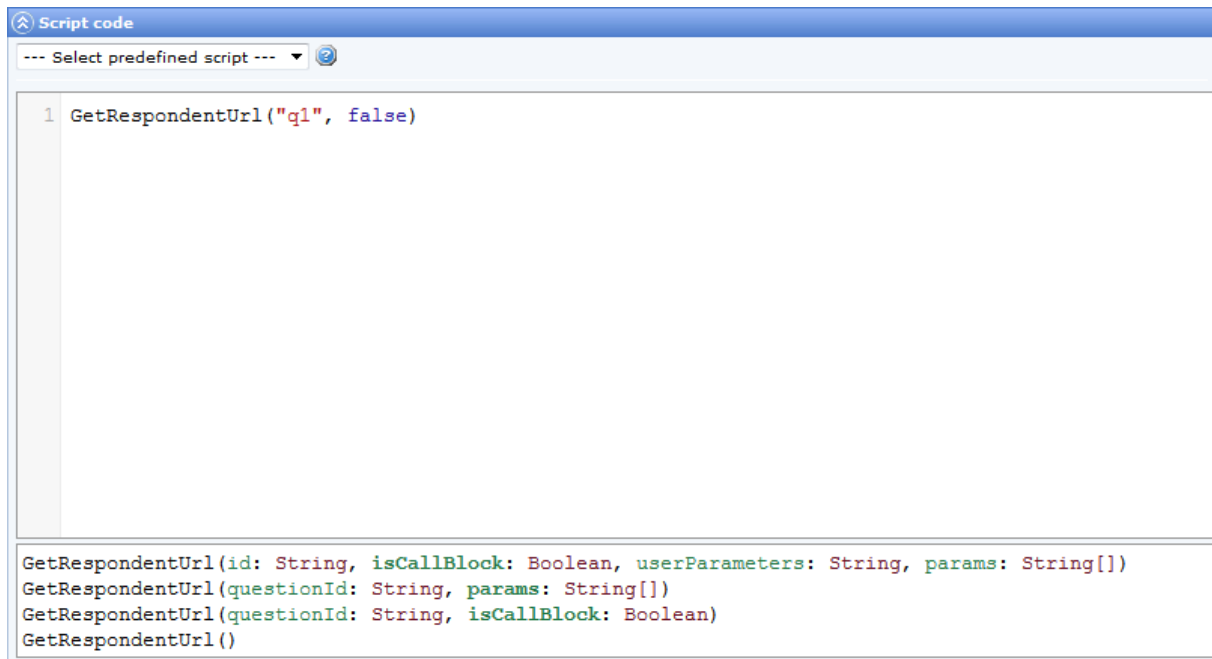 Script code
--- Select predefined script ---
1 GetRespondentUrl("q1", false)
GetRespondentUrl(id: String, isCallBlock: Boolean, userParameters: String, params: String[])
GetRespondentUrl(questionId: String, params: String[])
GetRespondentUrl(questionId: String, isCallBlock: Boolean)
GetRespondentUrl()